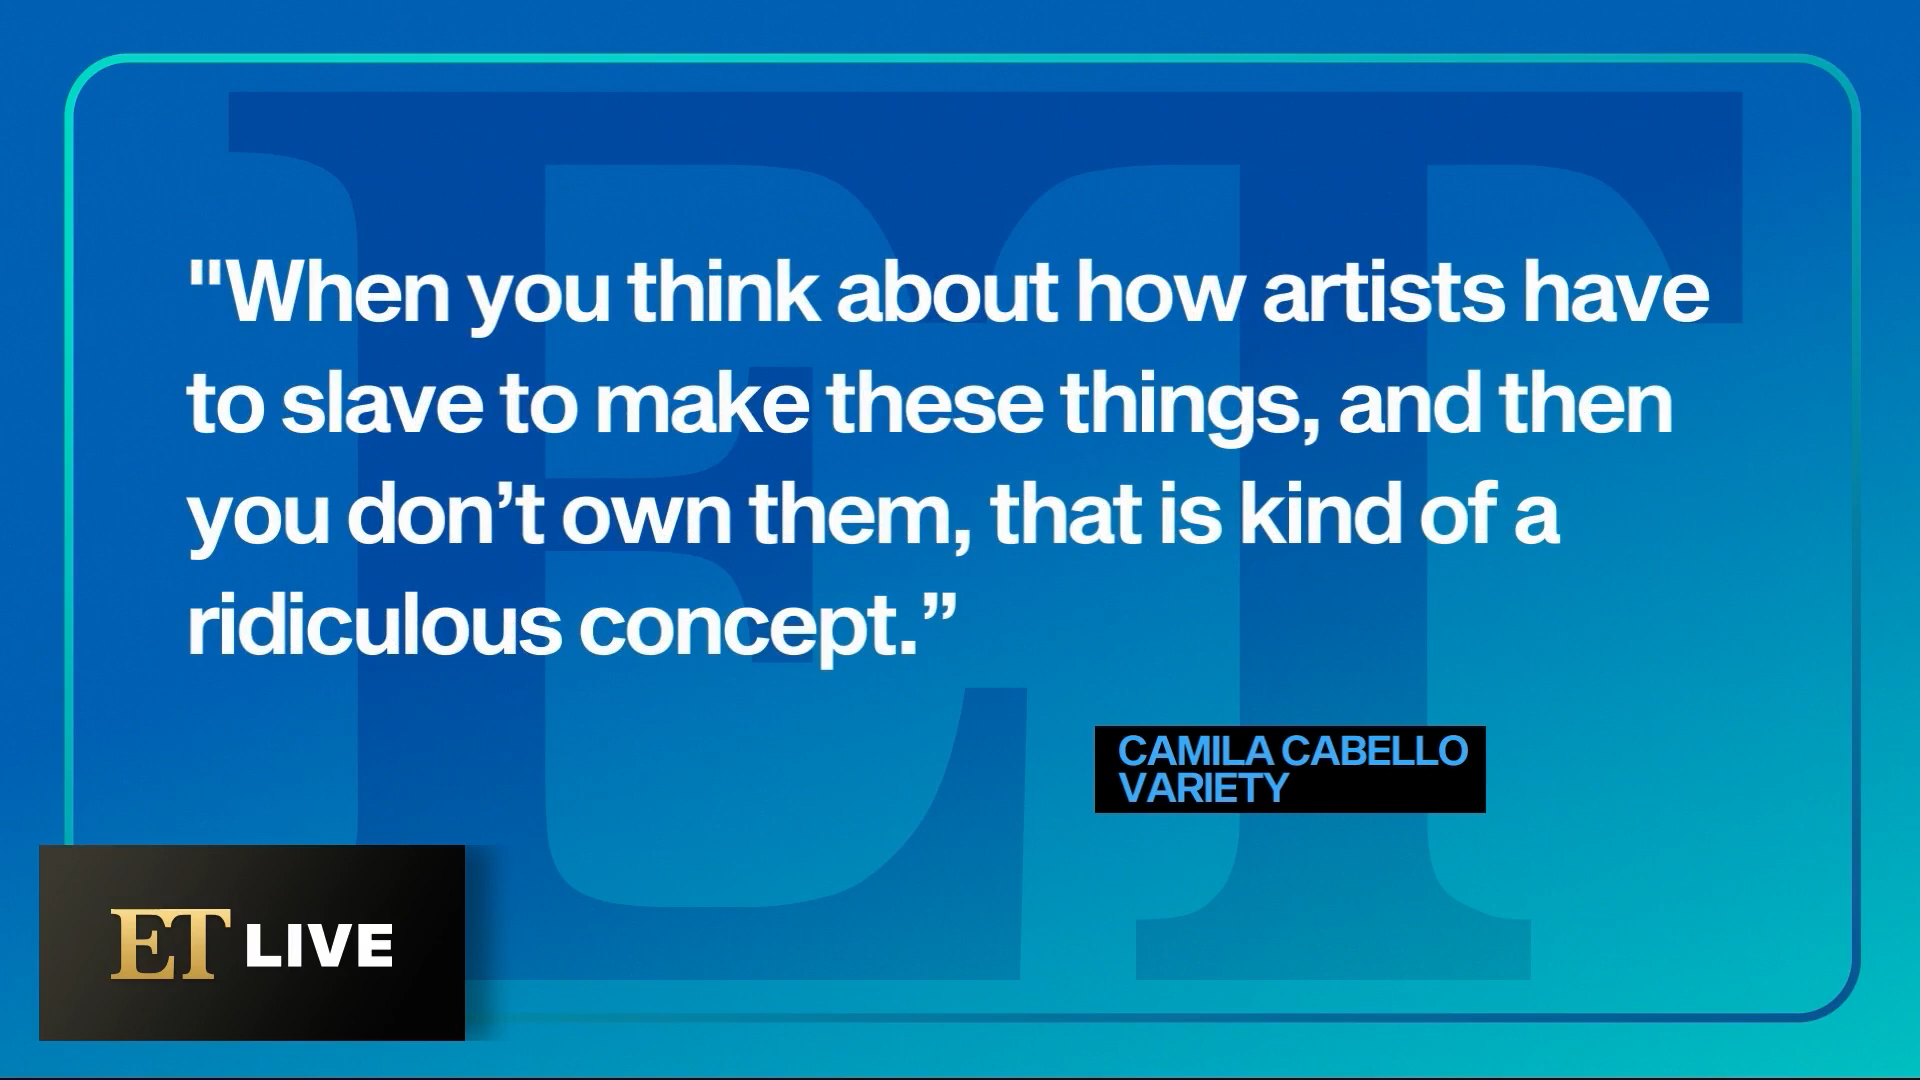 "When you think about how artists have
to slave to make these things, and then
you don’t own them, that is kind of a
ridiculous concept.”
CAMILA CABELLO
VARIETY
ET LIVE
ET